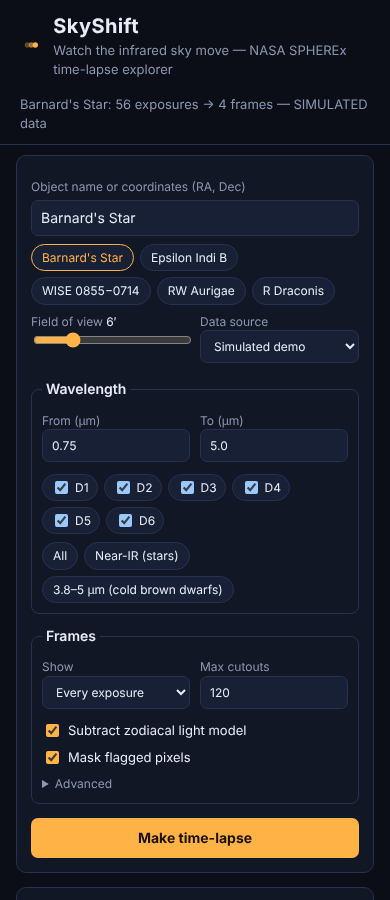 SkyShift
Watch the infrared sky move — NASA SPHEREx
time-lapse explorer
Barnard's Star: 56 exposures → 4 frames — SIMULATED
data
Object name or coordinates (RA, Dec)
Barnard's Star
Barnard's Star Epsilon Indi B
WISE 0855−0714 RW Aurigae R Draconis
Field of view 6′ Data source
Simulated demo
Wavelength
From (µm) To (µm)
0.75 5.0
D1 D2 D3 D4
D5 D6
All Near-IR (stars)
3.8–5 µm (cold brown dwarfs)
Frames
Show Max cutouts
Every exposure 120
Subtract zodiacal light model
Mask flagged pixels
Advanced
Make time-lapse